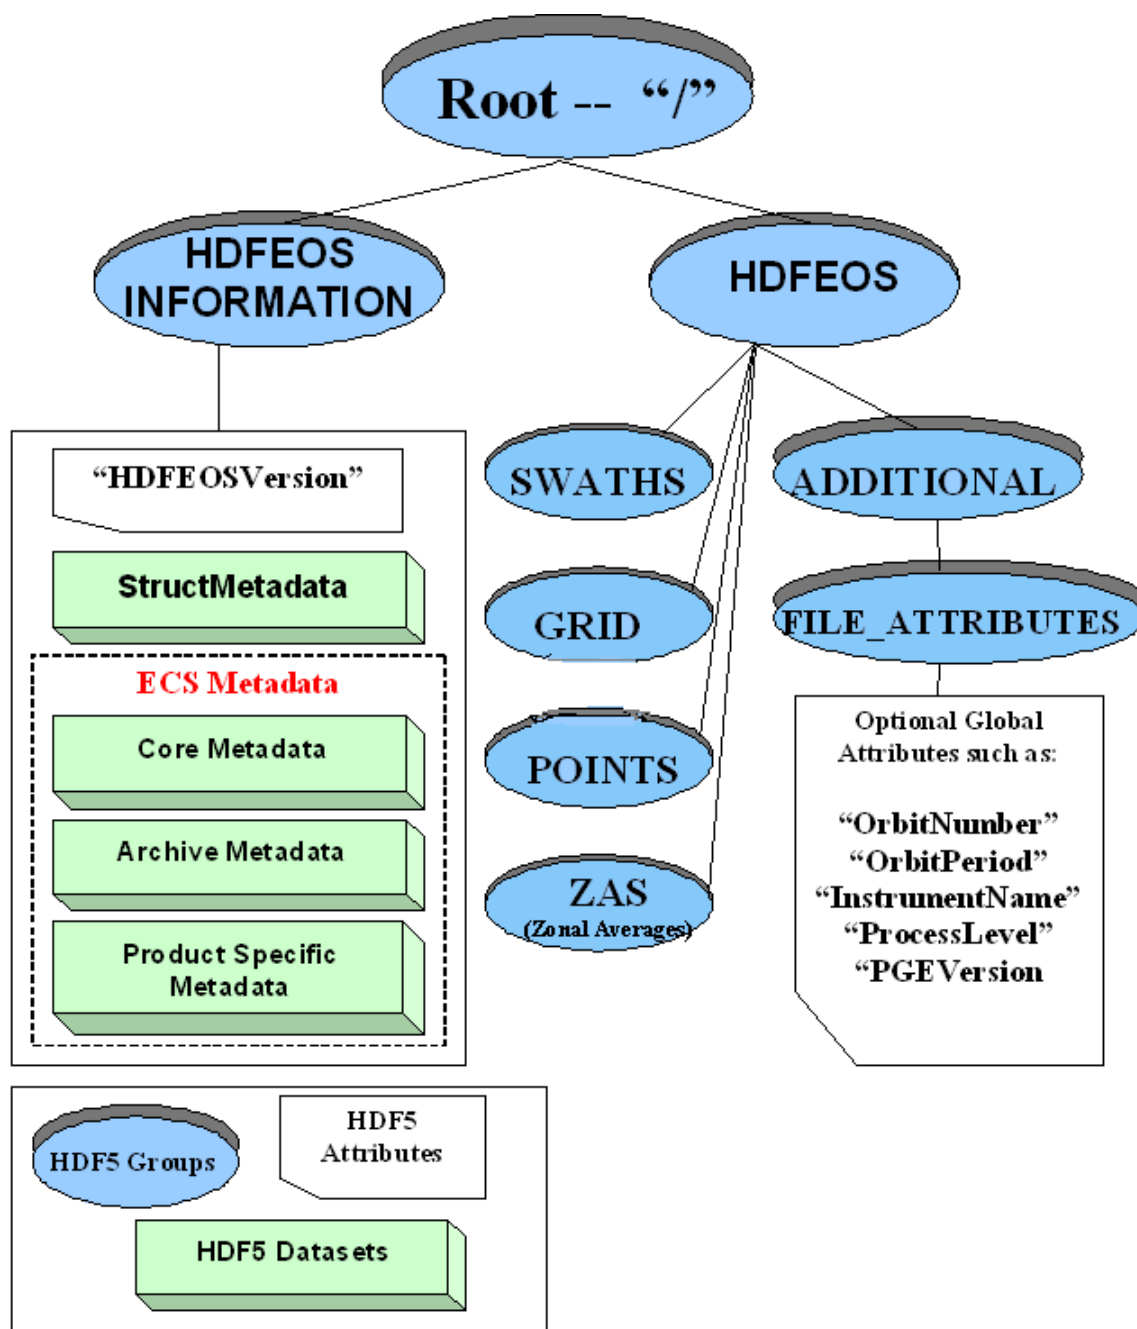 Root -- “/”
HDFEOS
INFORMATION
HDFEOS
“HDFEOSVersion”
StructMetadata
ECS Metadata
Core Metadata
Archive Metadata
Product Specific
Metadata
SWATHS
GRID
POINTS
ZAS
(Zonal Averages)
ADDITIONAL
FILE_ATTRIBUTES
Optional Global
Attributes such as:
“OrbitNumber”
“OrbitPeriod”
“InstrumentName”
“ProcessLevel”
“PGEVersion
HDF5 Groups
HDF5
Attributes
HDF5 Datasets